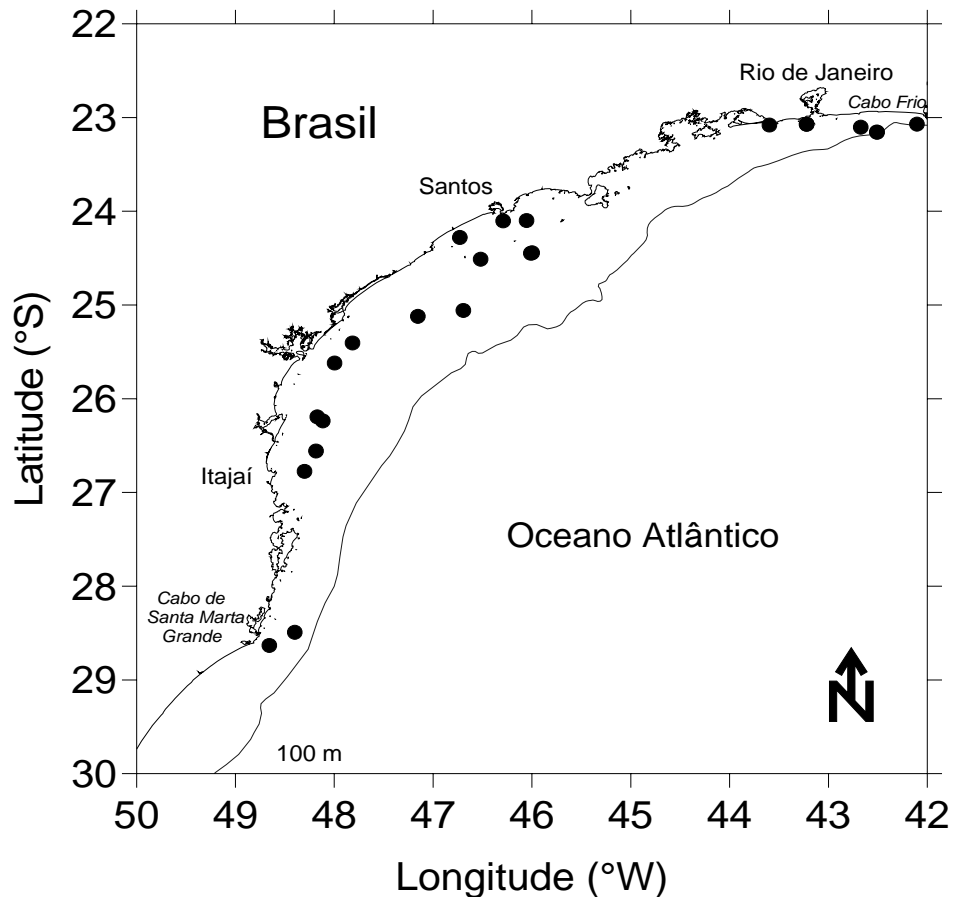 22
Rio de Janeiro
Cabo Frio
23
Brasil
Santos
24
25
Latitude (°S)
26
Itajaí
27
Oceano Atlântico
28
Cabo de
Santa Marta
Grande
29
N
100 m
30
50 49 48 47 46 45 44 43 42
Longitude (°W)